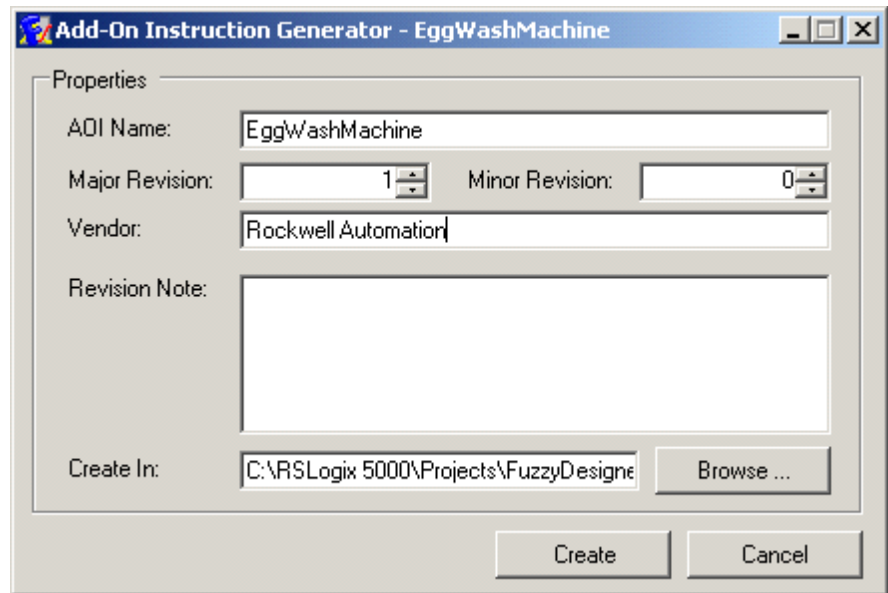 Add-On Instruction Generator - EggWashMachine
Properties
AOI Name: EggWashMachine
Major Revision: 1 Minor Revision: 0
Vendor: Rockwell Automation
Revision Note:
Create In: C:\RSLogix 5000\Projects\FuzzyDesigne Browse ...
Create Cancel